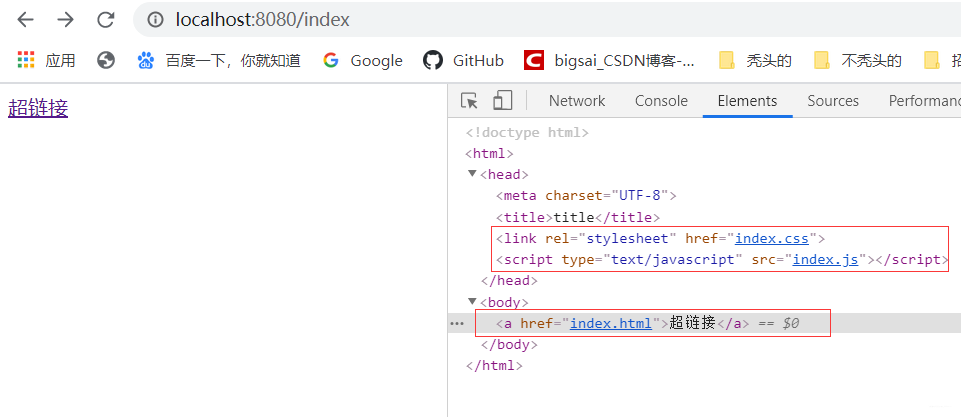 localhost:8080/index
应用 百度一下，你就知道 Google GitHub bigsai_CSDN博客-... 秃头的 不秃头的 招
超链接
Network Console Elements Sources Performanc
<!doctype html>
<html>
<head>
<meta charset="UTF-8">
<title>title</title>
<link rel="stylesheet" href="index.css">
<script type="text/javascript" src="index.js"></script>
</head>
<body>
<a href="index.html">超链接</a> == $0
</body>
</html>